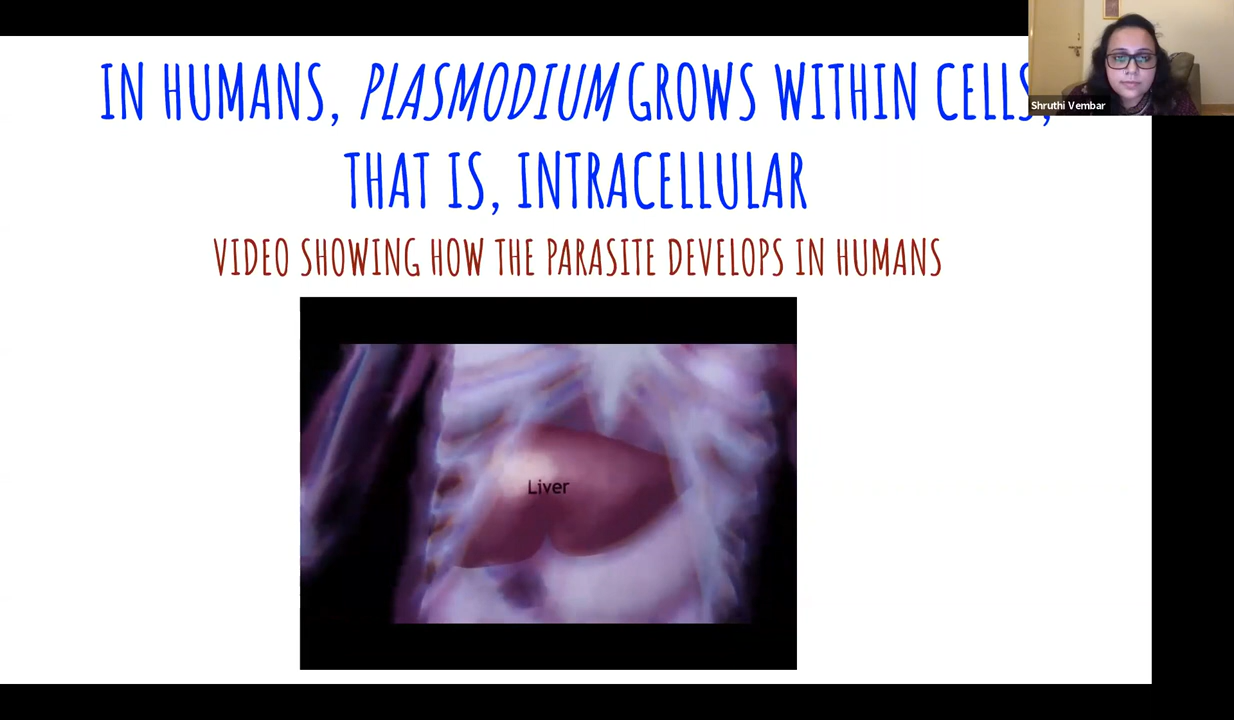 IN HUMANS, PLASMODIUM GROWS WITHIN CELLS,
THAT IS, INTRACELLULAR
VIDEO SHOWING HOW THE PARASITE DEVELOPS IN HUMANS
Liver
Shruthi Vembar